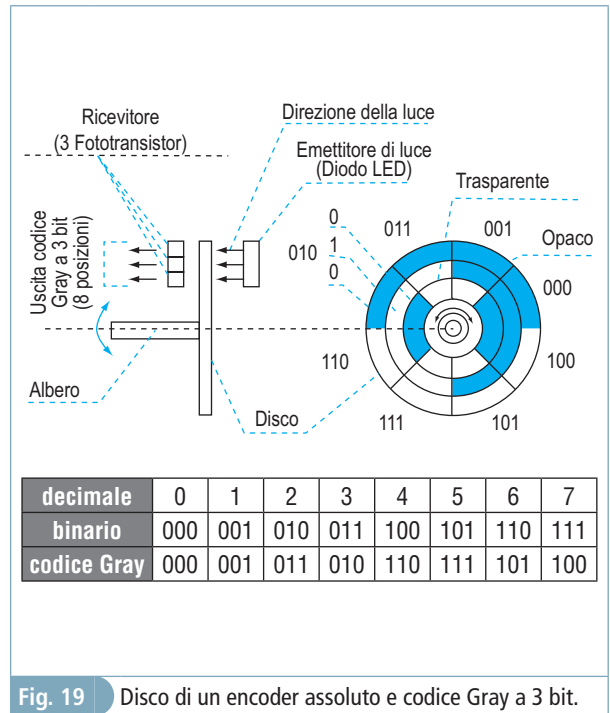 Ricevitore
(3 Fototransistor)
Direzione della luce
Emettitore di luce
(Diodo LED)
Trasparente
Opaco
Uscita codice
Gray a 3 bit
(8 posizioni)
0
1
0
010
011
001
000
100
101
111
110
Albero
Disco
decimale 0 1 2 3 4 5 6 7
binario 000 001 010 011 100 101 110 111
codice Gray 000 001 011 010 110 111 101 100
Fig. 19 Disco di un encoder assoluto e codice Gray a 3 bit.